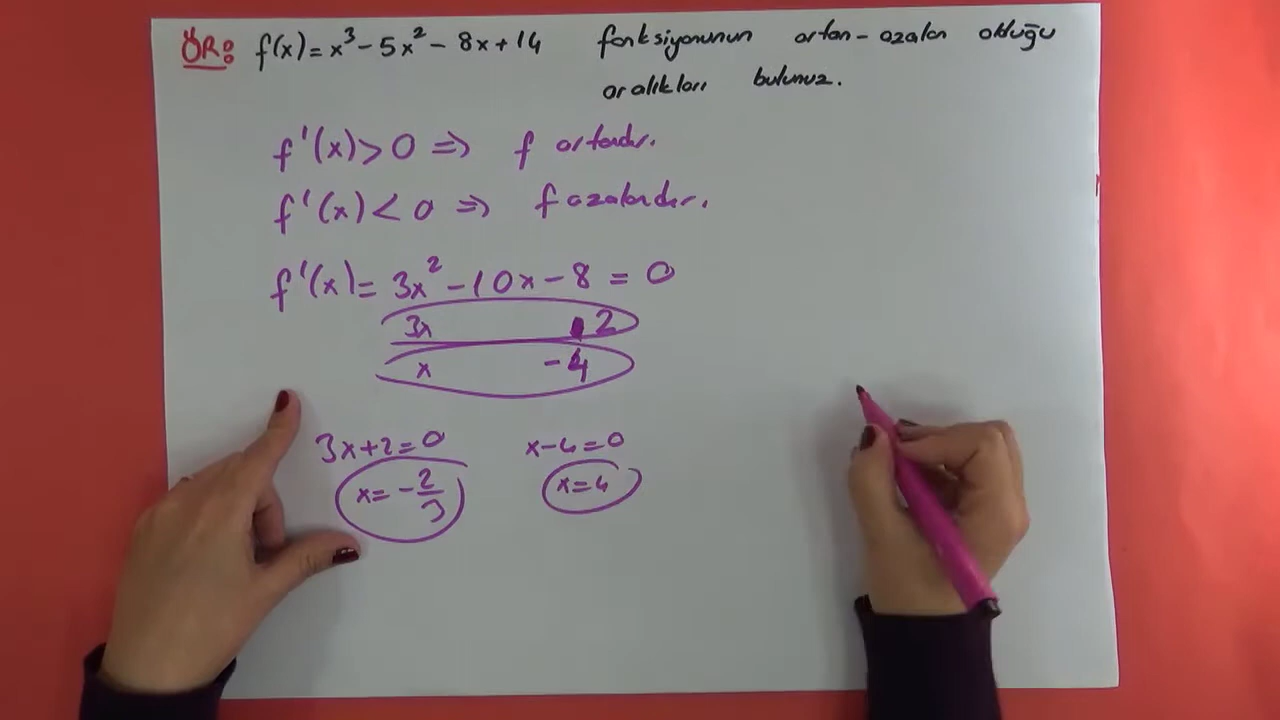 ÖR: f(x) = x³ - 5x² - 8x + 14 fonksiyonunun artan - azalan olduğu
aralıkları bulunuz.
f'(x) > 0 ⇒ f artandır.
f'(x) < 0 ⇒ f azalandır.
f'(x) = 3x² - 10x - 8 = 0
3x 2
x -4
3x + 2 = 0 x - 4 = 0
x = -2/3 x = 4